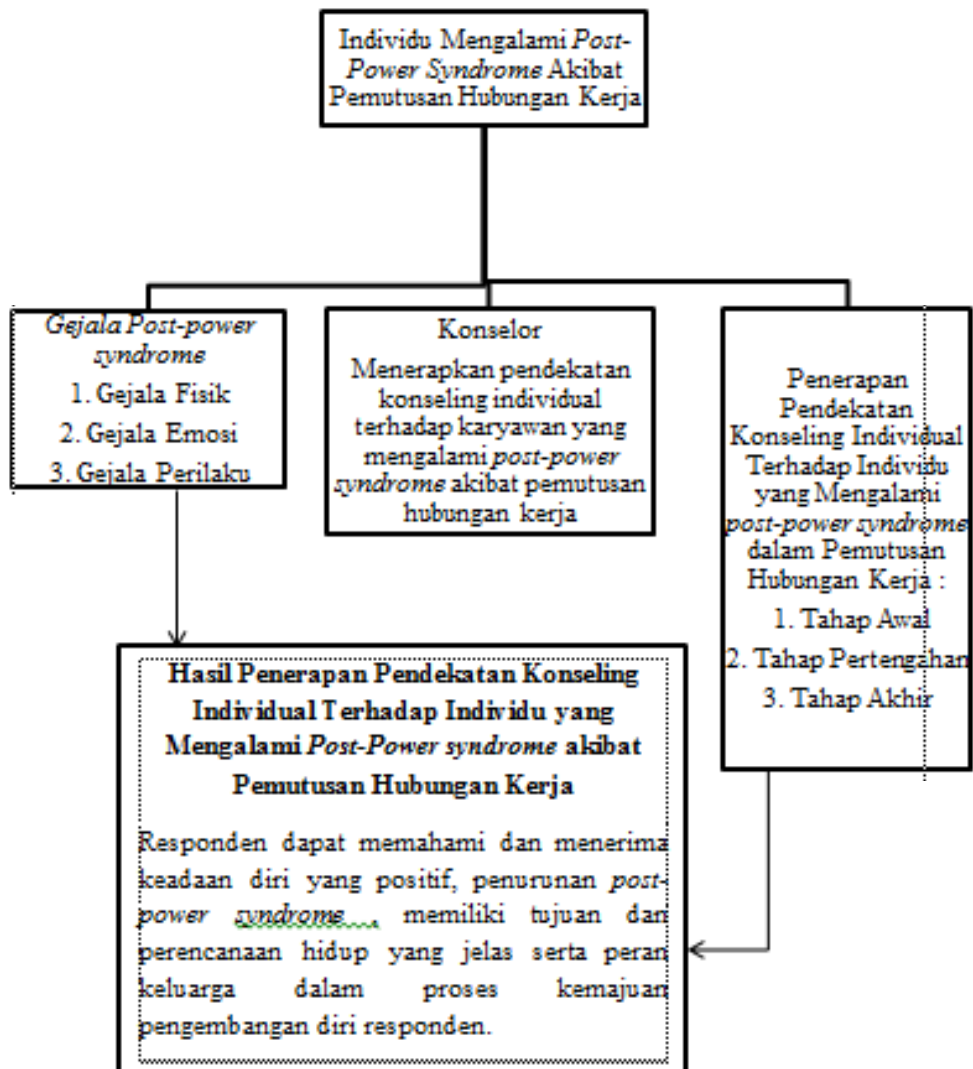 Individu Mengalami Post-
Power Syndrome Akibat
Pemutusan Hubungan Kerja
Gejala Post-power
syndrome
1. Gejala Fisik
2. Gejala Emosi
3. Gejala Perilaku
Konselor
Menerapkan pendekatan
konseling individual
terhadap karyawan yang
mengalami post-power
syndrome akibat pemutusan
hubungan kerja
Penerapan
Pendekatan
Konseling Individual
Terhadap Individu
yang Mengalami
post-power syndrome
dalam Pemutusan
Hubungan Kerja :
1. Tahap Awal
2. Tahap Pertengahan
3. Tahap Akhir
Hasil Penerapan Pendekatan Konseling
Individual Terhadap Individu yang
Mengalami Post-Power syndrome akibat
Pemutusan Hubungan Kerja
Responden dapat memahami dan menerima
keadaan diri yang positif, penurunan post-
power syndrome , memiliki tujuan dan
perencanaan hidup yang jelas serta peran
keluarga dalam proses kemajuan
pengembangan diri responden.